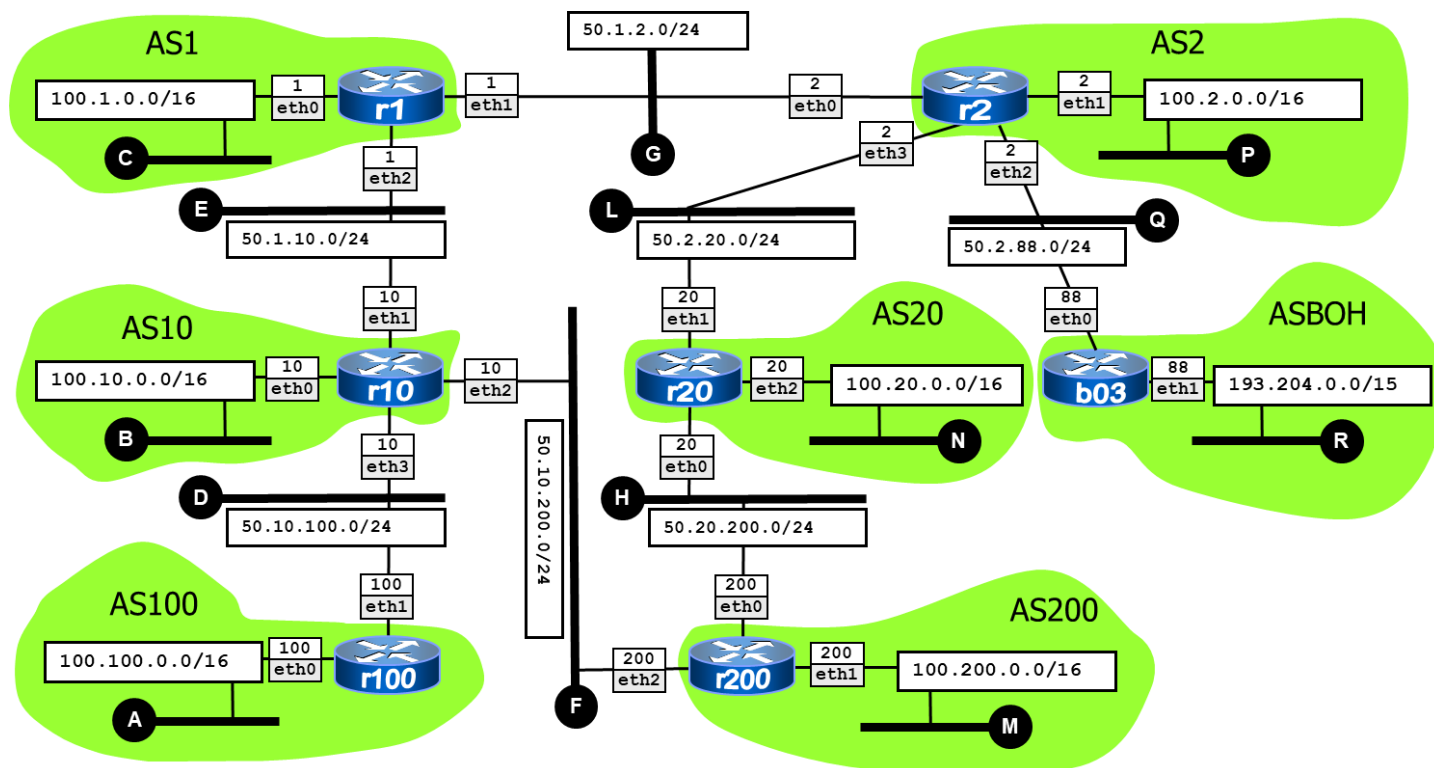 50.1.2.0/24
AS1
AS2
100.1.0.0/16
1
eth0
r1
1
eth1
2
eth0
r2
2
eth1
100.2.0.0/16
C
1
eth2
G
2
eth3
2
eth2
P
E
50.1.10.0/24
L
50.2.20.0/24
Q
50.2.88.0/24
10
eth1
20
eth1
88
eth0
AS10
AS20
ASBOH
100.10.0.0/16
10
eth0
r10
10
eth2
r20
20
eth2
100.20.0.0/16
b03
88
eth1
193.204.0.0/15
B
10
eth3
50.10.200.0/24
20
eth0
N
R
D
50.10.100.0/24
H
50.20.200.0/24
100
eth1
200
eth0
AS100
AS200
100.100.0.0/16
100
eth0
r100
200
eth2
r200
200
eth1
100.200.0.0/16
A
F
M